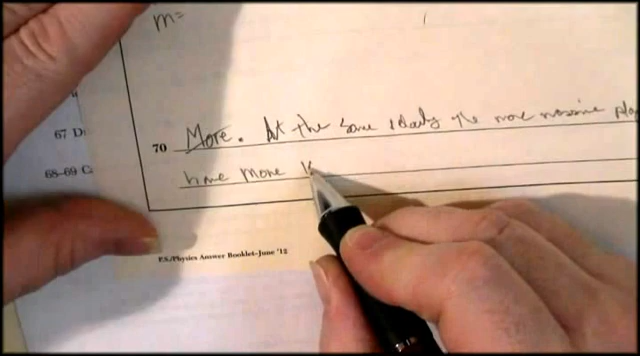 m=
70 More. At the same velocity the more massive
67 D
have more
68–69 C
P.S./Physics Answer Booklet–June '12